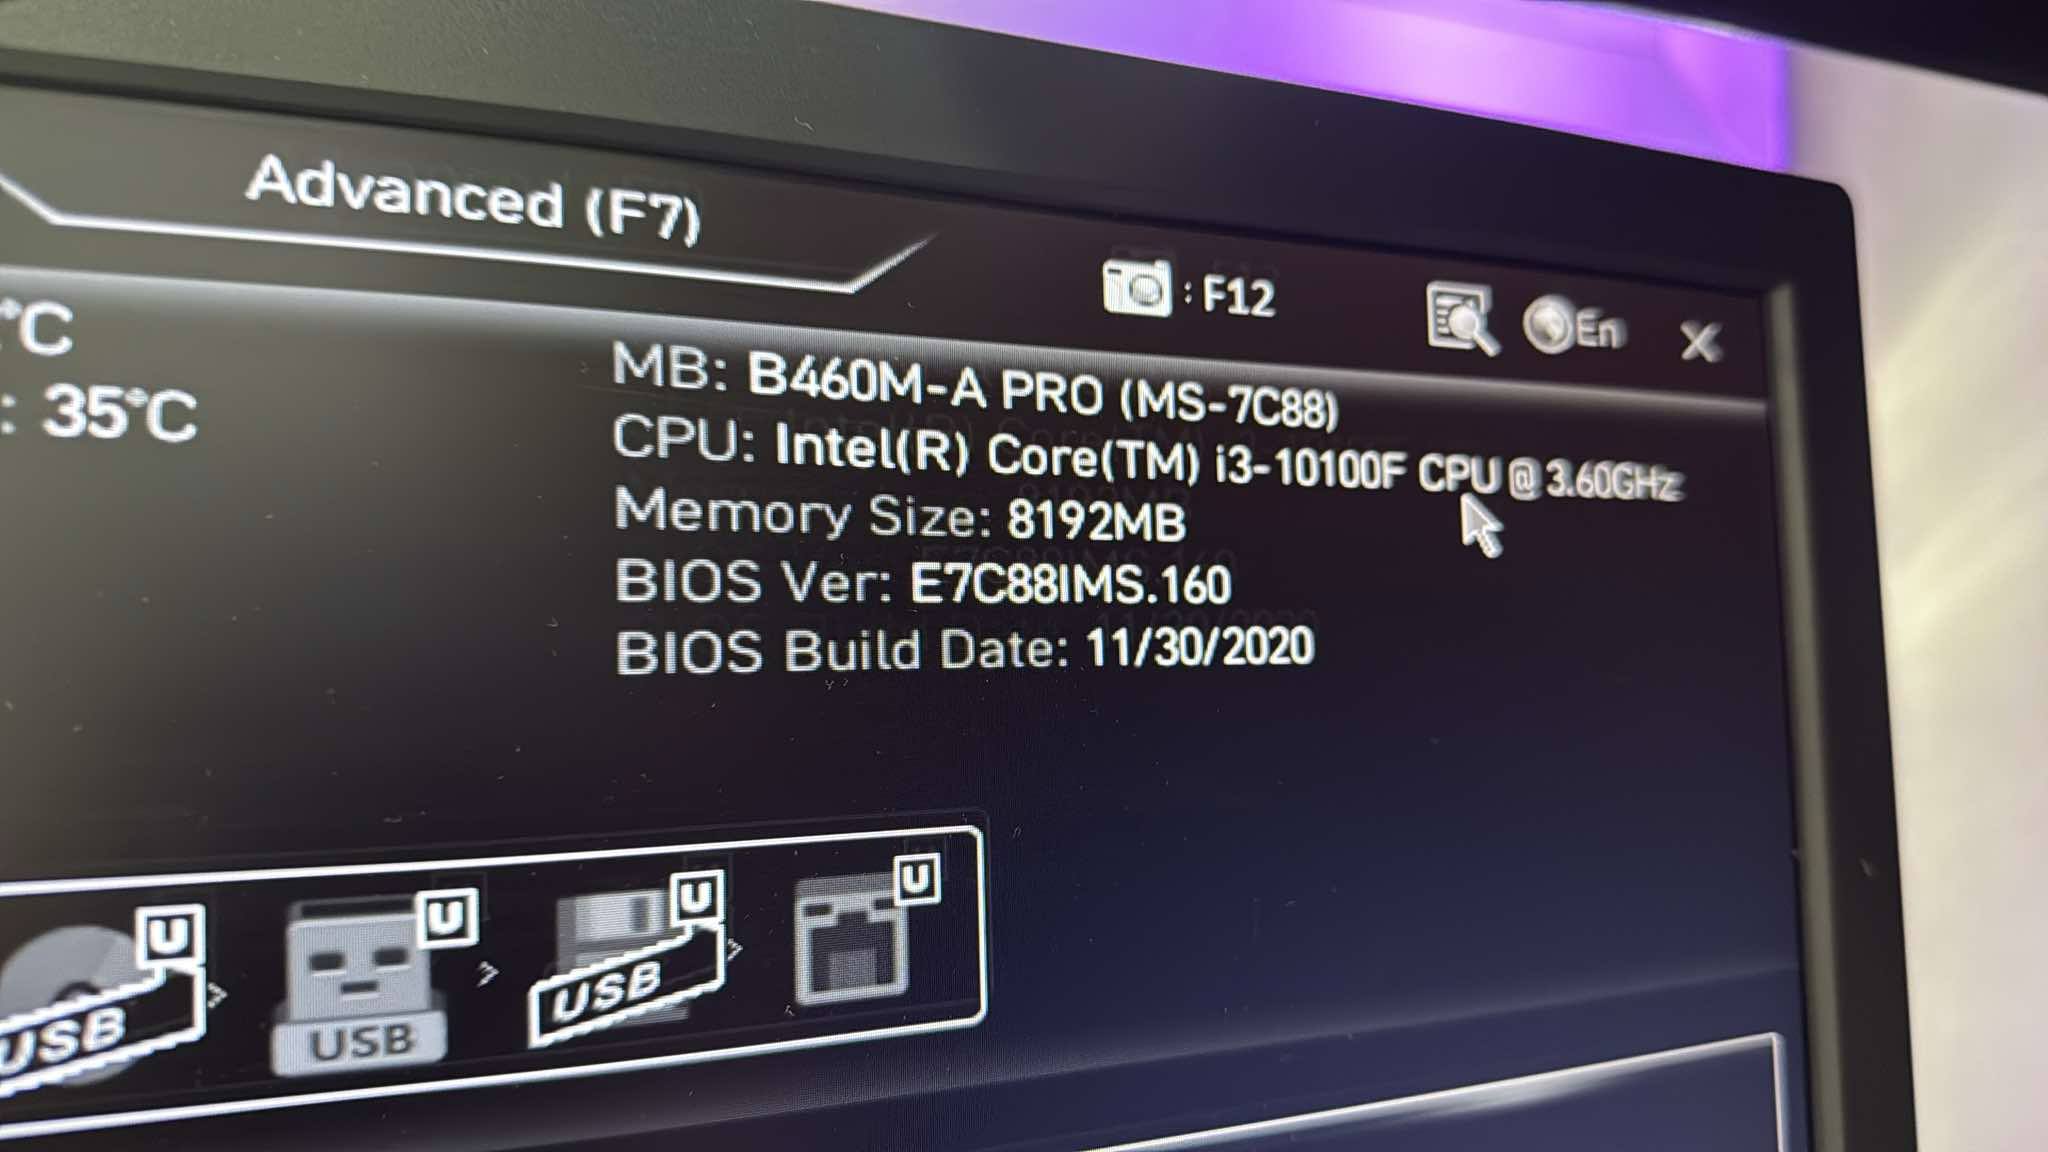 Advanced (F7)
: F12
En
X
°C
: 35°C
MB: B460M-A PRO (MS-7C88)
CPU: Intel(R) Core(TM) i3-10100F CPU @ 3.60GHz
Memory Size: 8192MB
BIOS Ver: E7C88IMS.160
BIOS Build Date: 11/30/2020
U
U
U
U
USB
USB
USB